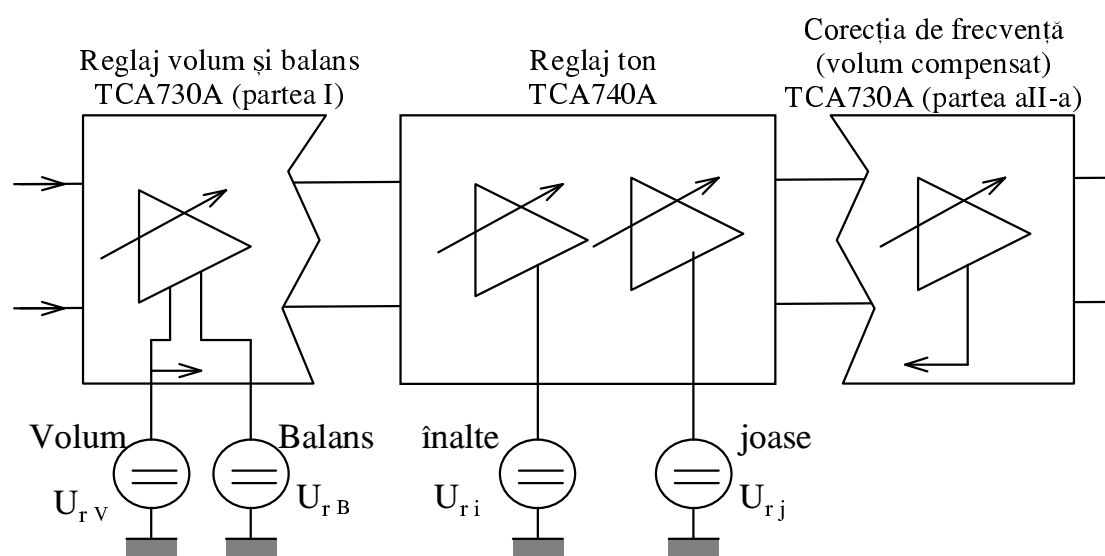 Reglaj volum și balans
TCA730A (partea I)
Reglaj ton
TCA740A
Corecția de frecvență
(volum compensat)
TCA730A (partea aII-a)
Volum
U r V
Balans
U r B
înalte
U r i
joase
U r j